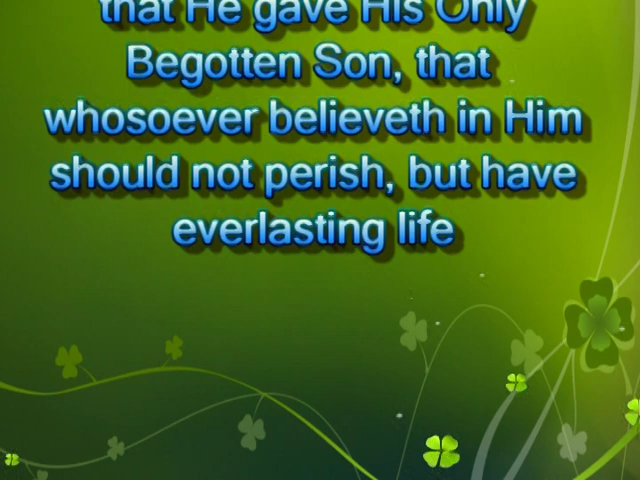 that He gave His Only
Begotten Son, that
whosoever believeth in Him
should not perish, but have
everlasting life